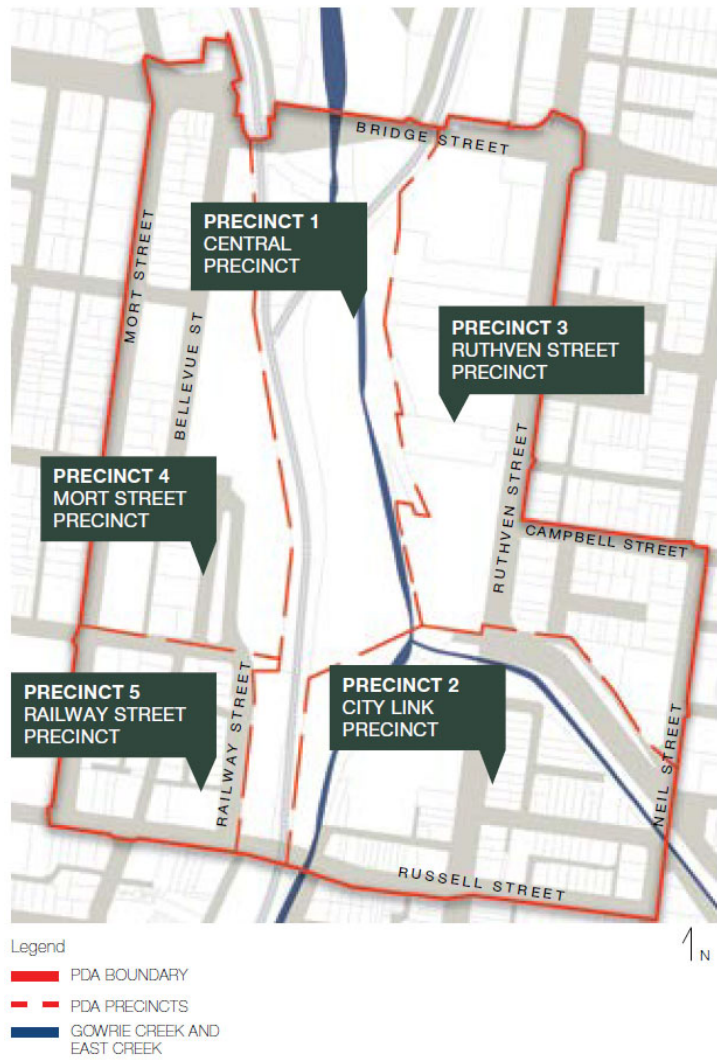 BRIDGE STREET
PRECINCT 1
CENTRAL
PRECINCT
MORT STREET
BELLEVUE ST
PRECINCT 3
RUTHVEN STREET
PRECINCT
PRECINCT 4
MORT STREET
PRECINCT
RUTHVEN STREET
CAMPBELL STREET
PRECINCT 5
RAILWAY STREET
PRECINCT
RAILWAY STREET
PRECINCT 2
CITY LINK
PRECINCT
NEIL STREET
RUSSELL STREET
N
Legend
PDA BOUNDARY
PDA PRECINCTS
GOWRIE CREEK AND
EAST CREEK